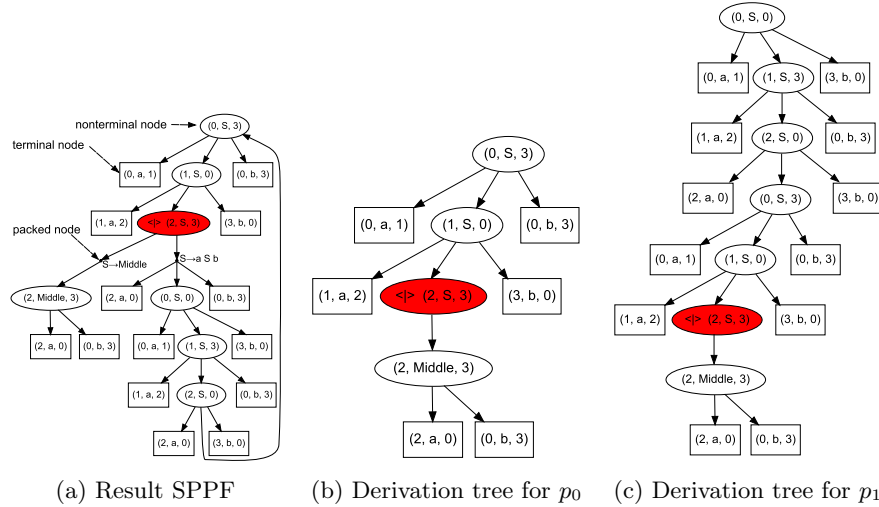 nonterminal node
(0, S, 3)
terminal node
(0, a, 1)
(1, S, 0)
(0, b, 3)
packed node
(1, a, 2)
<|> (2, S, 3)
(3, b, 0)
S→Middle
S→a S b
(2, Middle, 3)
(2, a, 0)
(0, S, 0)
(0, b, 3)
(2, a, 0)
(0, b, 3)
(0, a, 1)
(1, S, 3)
(3, b, 0)
(1, a, 2)
(2, S, 0)
(0, b, 3)
(2, a, 0)
(3, b, 0)
(a) Result SPPF
(0, S, 3)
(0, a, 1)
(1, S, 0)
(0, b, 3)
(1, a, 2)
<|> (2, S, 3)
(3, b, 0)
(2, Middle, 3)
(2, a, 0)
(0, b, 3)
(b) Derivation tree for p0
(0, S, 0)
(0, a, 1)
(1, S, 3)
(3, b, 0)
(1, a, 2)
(2, S, 0)
(0, b, 3)
(2, a, 0)
(0, S, 3)
(3, b, 0)
(0, a, 1)
(1, S, 0)
(0, b, 3)
(1, a, 2)
<|> (2, S, 3)
(3, b, 0)
(2, Middle, 3)
(2, a, 0)
(0, b, 3)
(c) Derivation tree for p1